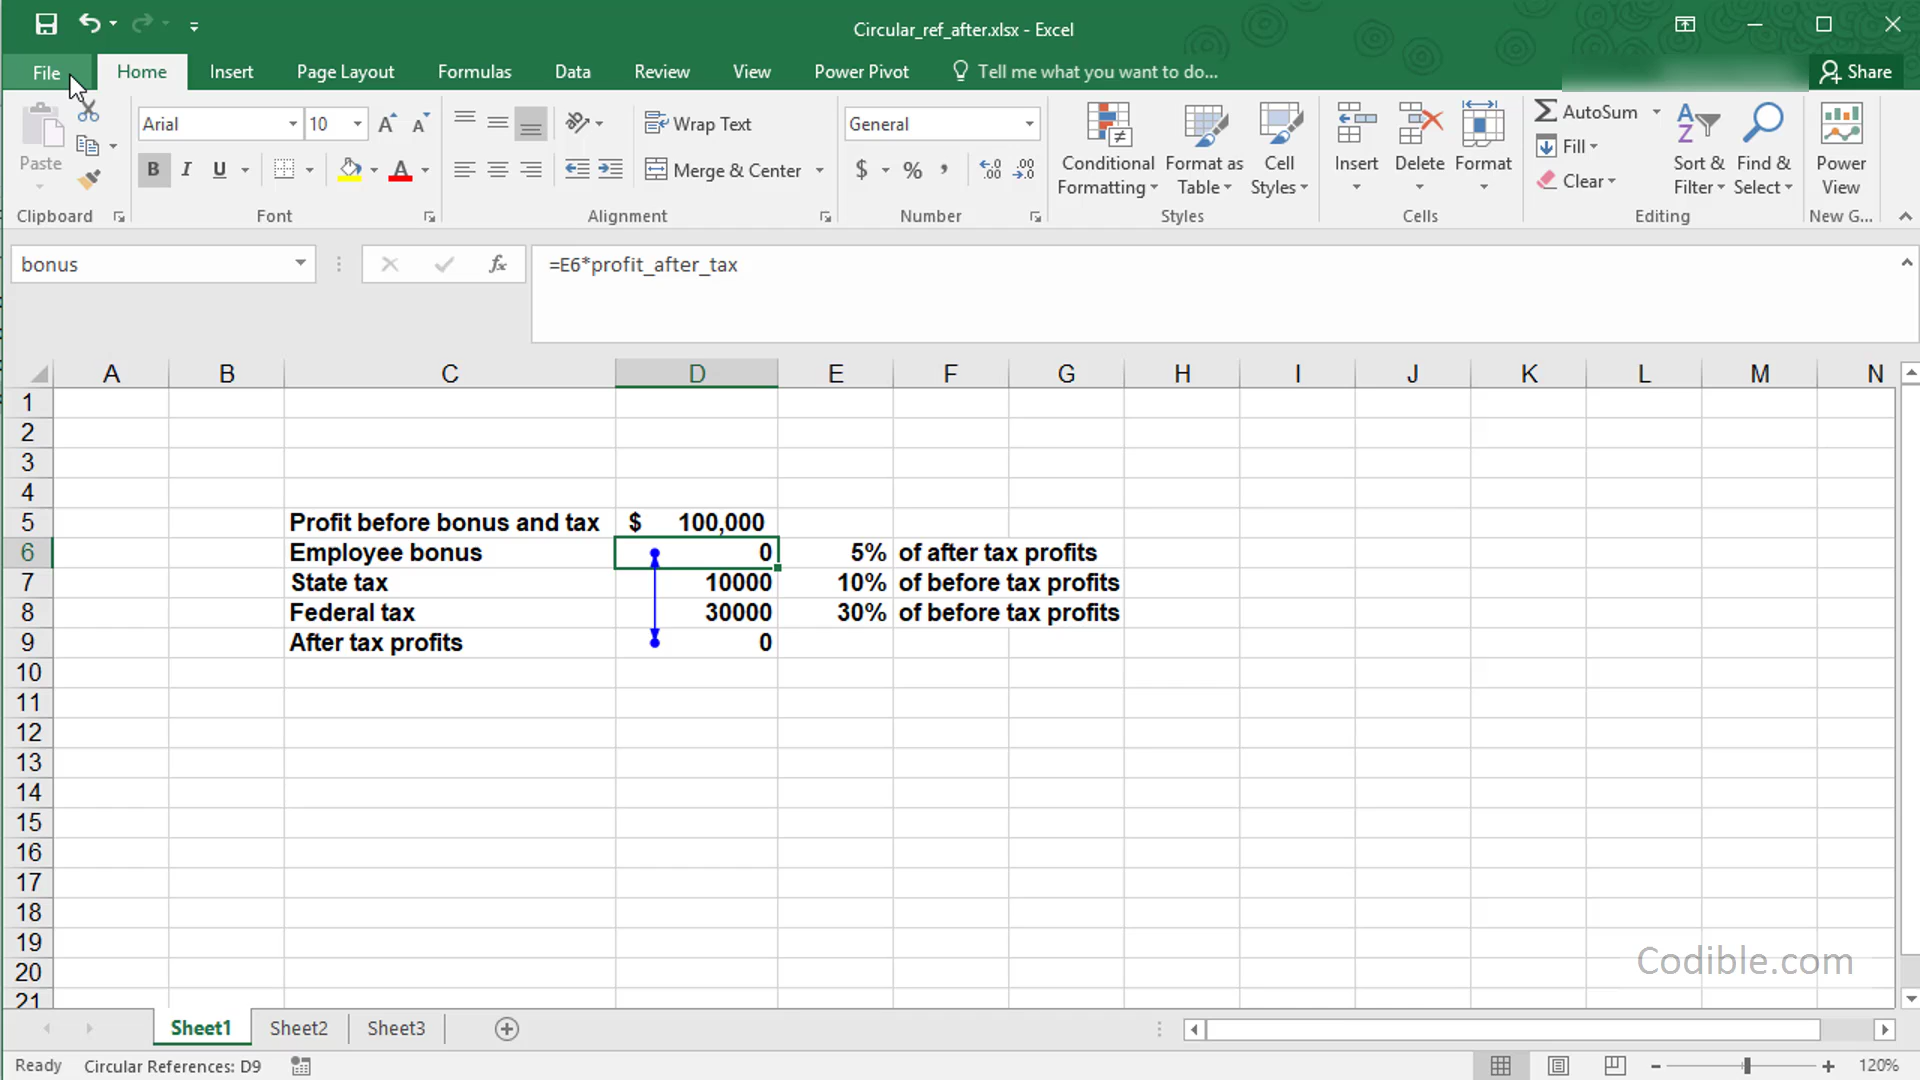 Circular_ref_after.xlsx - Excel
File Home Insert Page Layout Formulas Data Review View Power Pivot Tell me what you want to do... Share
Arial 10 Wrap Text General AutoSum
Fill
Paste B I U Merge & Center $ % , Conditional Formatting Format as Table Cell Styles Insert Delete Format Clear Sort & Filter Find & Select Power View
Clipboard Font Alignment Number Styles Cells Editing New G...
bonus fx =E6*profit_after_tax
A B C D E F G H I J K L M N
1
2
3
4
5 Profit before bonus and tax $ 100,000
6 Employee bonus 0 5% of after tax profits
7 State tax 10000 10% of before tax profits
8 Federal tax 30000 30% of before tax profits
9 After tax profits 0
10
11
12
13
14
15
16
17
18
19
Codible.com
20
21
Sheet1 Sheet2 Sheet3
Ready Circular References: D9 120%